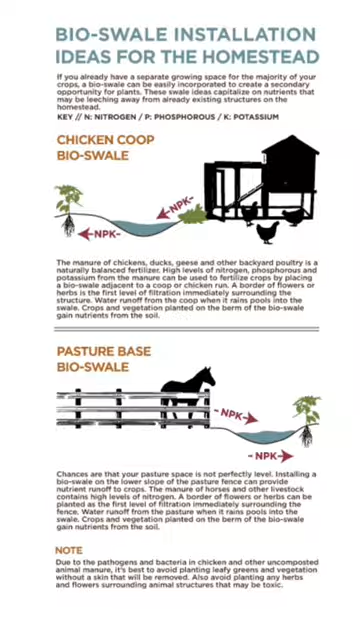 BIO-SWALE INSTALLATION
IDEAS FOR THE HOMESTEAD
If you already have a separate growing space for the majority of your
crops, a bio-swale can be easily incorporated to create a secondary
opportunity for plants. These swale ideas capitalize on nutrients that
may be leeching away from already existing structures on the
homestead.
KEY // N: NITROGEN / P: PHOSPHOROUS / K: POTASSIUM
CHICKEN COOP
BIO-SWALE
-NPK-
-NPK-
The manure of chickens, ducks, geese and other backyard poultry is a
naturally balanced fertilizer. High levels of nitrogen, phosphorous and
potassium from the manure can be used to fertilize crops by placing
a bio-swale adjacent to a coop or chicken run. A border of flowers or
herbs is the first level of filtration immediately surrounding the
structure. Water runoff from the coop when it rains pools into the
swale. Crops and vegetation planted on the berm of the bio-swale
gain nutrients from the soil.
PASTURE BASE
BIO-SWALE
- NPK-
- NPK-
Chances are that your pasture space is not perfectly level. Installing a
bio-swale on the lower slope of the pasture fence can provide
nutrient runoff to crops. The manure of horses and other livestock
contains high levels of nitrogen. A border of flowers or herbs can be
planted as the first level of filtration immediately surrounding the
fence. Water runoff from the pasture when it rains pools into the
swale. Crops and vegetation planted on the berm of the bio-swale
gain nutrients from the soil.
NOTE
Due to the pathogens and bacteria in chicken and other uncomposted
animal manure, it's best to avoid planting leafy greens and vegetation
without a skin that will be removed. Also avoid planting any herbs
and flowers surrounding animal structures that may be toxic.